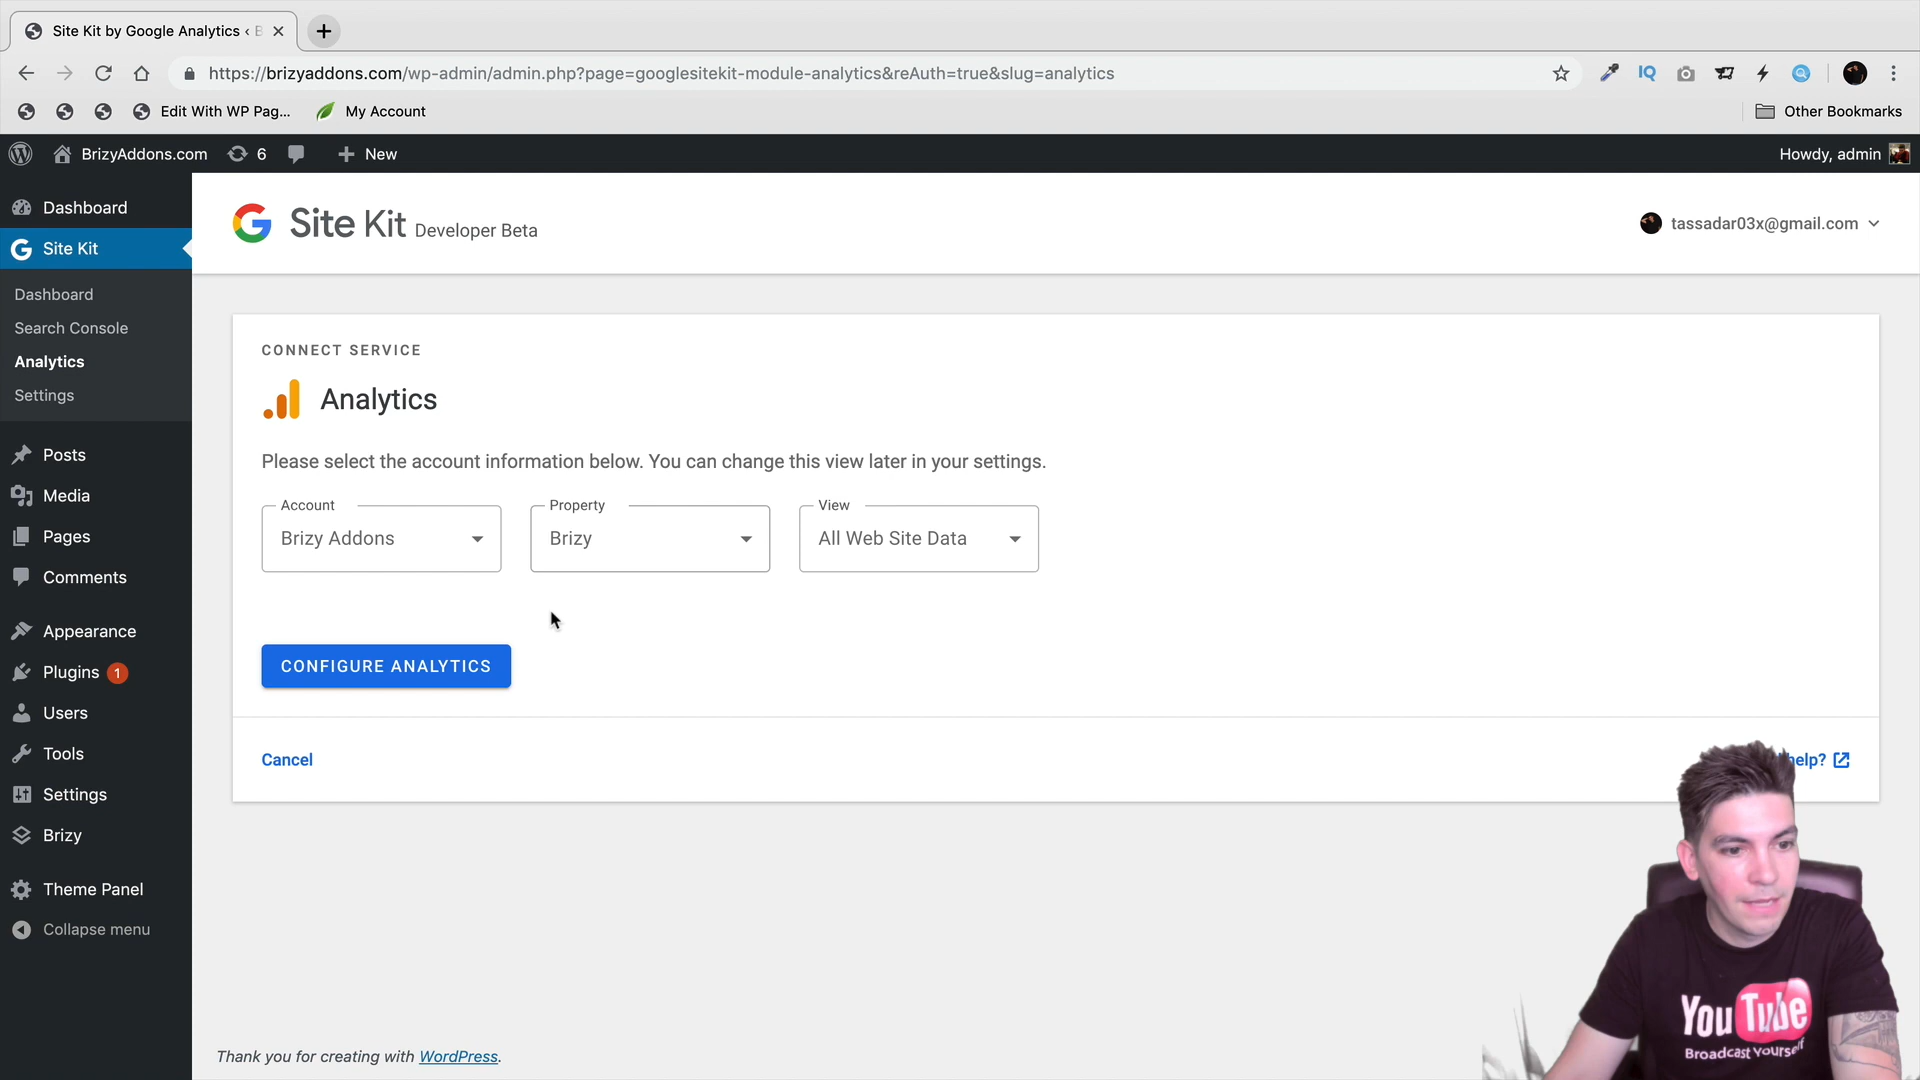 Site Kit by Google Analytics ‹ B
https://brizyaddons.com/wp-admin/admin.php?page=googlesitekit-module-analytics&reAuth=true&slug=analytics
IQ
Edit With WP Pag...
My Account
Other Bookmarks
BrizyAddons.com
6
New
Howdy, admin
Dashboard
Site Kit
Dashboard
Search Console
Analytics
Settings
Posts
Media
Pages
Comments
Appearance
Plugins 1
Users
Tools
Settings
Brizy
Theme Panel
Collapse menu
Site Kit Developer Beta
tassadar03x@gmail.com
CONNECT SERVICE
Analytics
Please select the account information below. You can change this view later in your settings.
Account
Brizy Addons
Property
Brizy
View
All Web Site Data
CONFIGURE ANALYTICS
Cancel
help?
YouTube
Broadcast Yourself
Thank you for creating with WordPress.